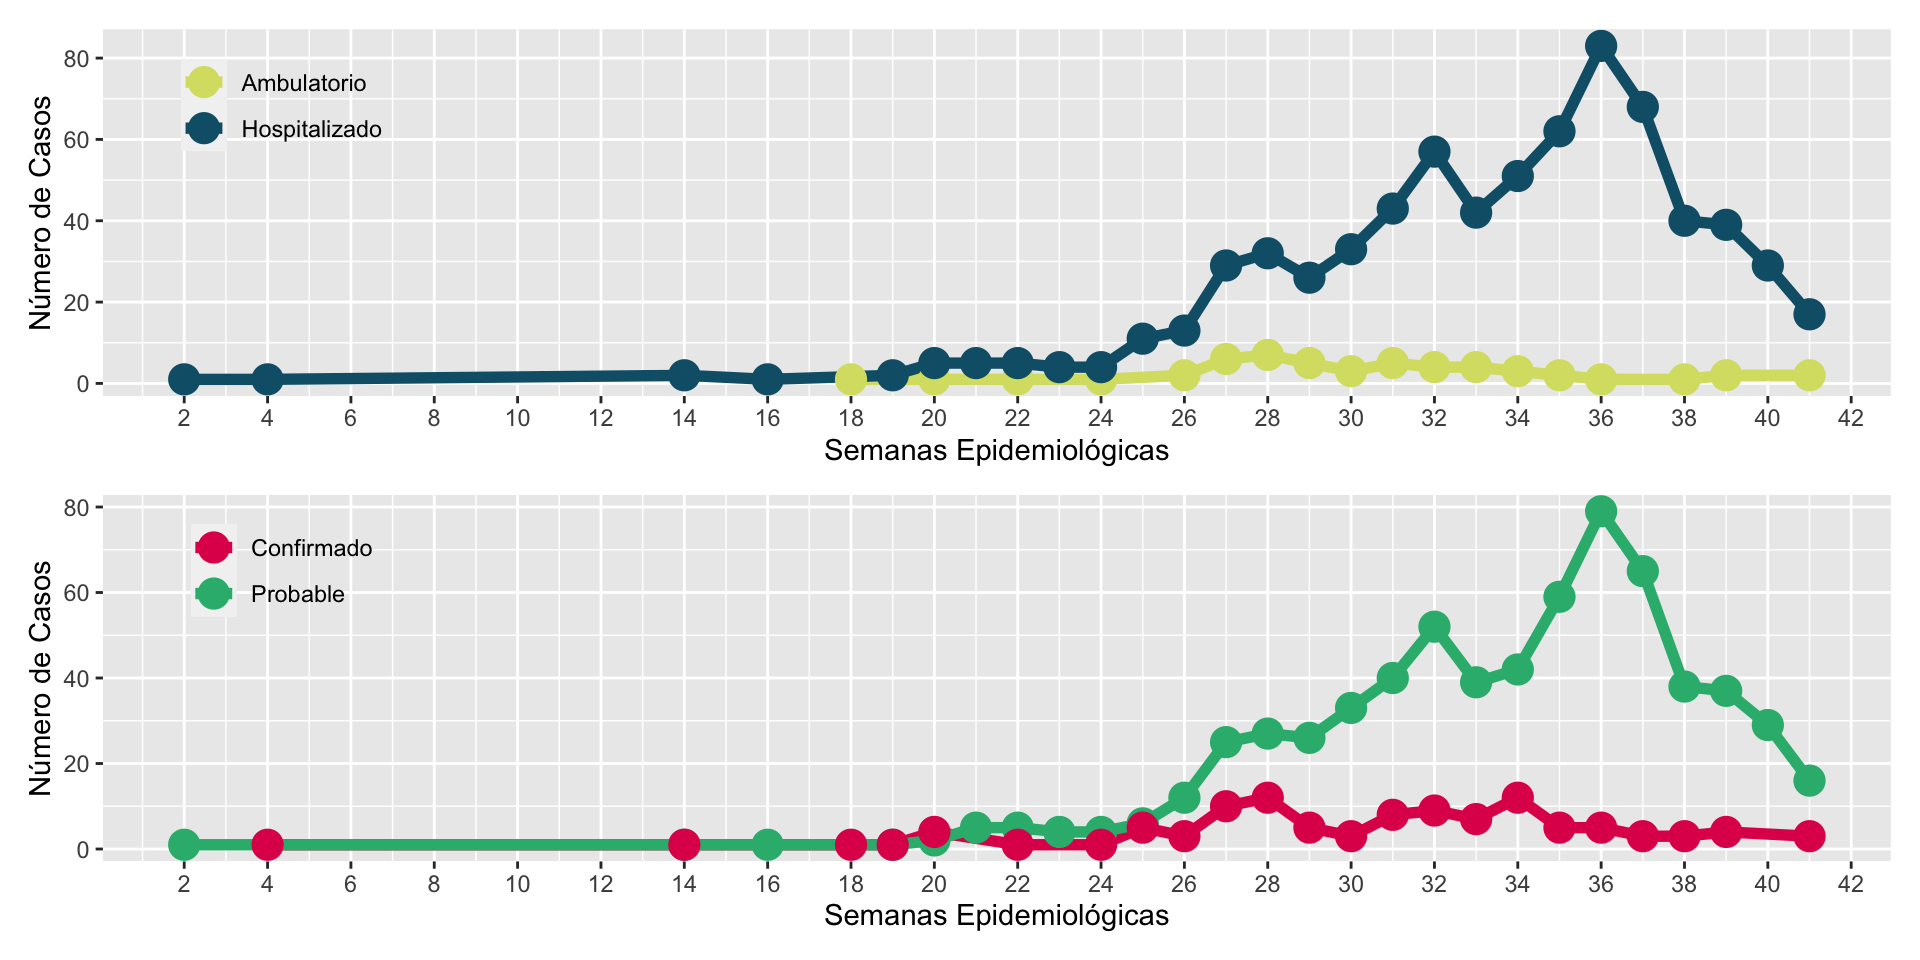 Número de Casos
80
60
40
20
0
Ambulatorio
Hospitalizado
2 4 6 8 10 12 14 16 18 20 22 24 26 28 30 32 34 36 38 40 42
Semanas Epidemiológicas
Número de Casos
80
60
40
20
0
Confirmado
Probable
2 4 6 8 10 12 14 16 18 20 22 24 26 28 30 32 34 36 38 40 42
Semanas Epidemiológicas